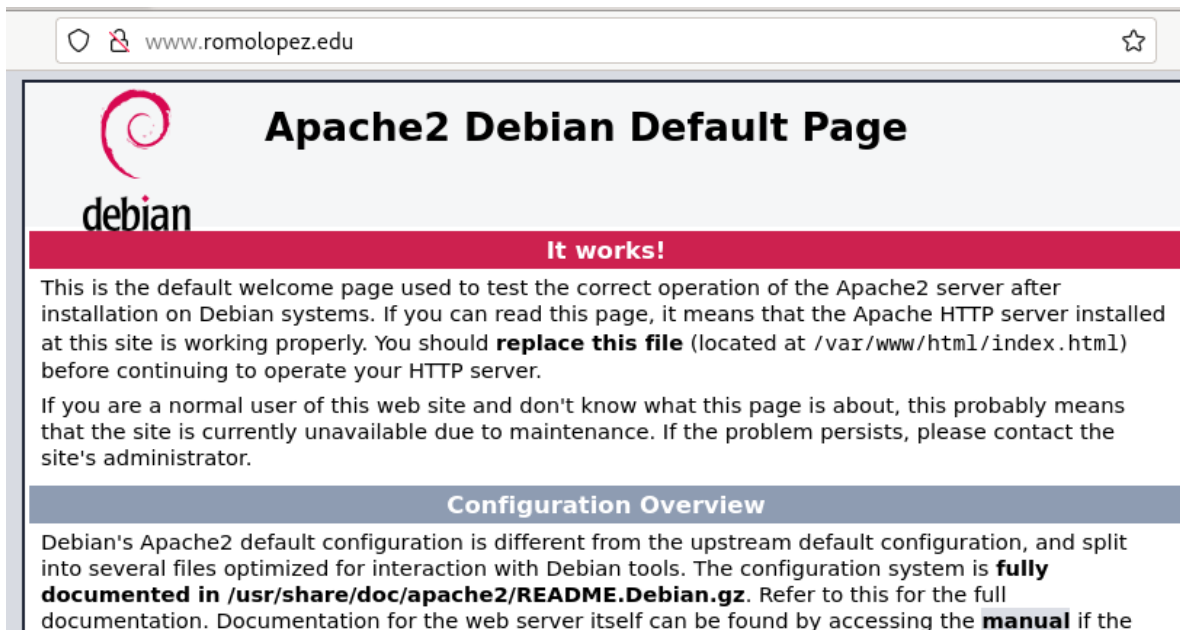 www.romolopez.edu
Apache2 Debian Default Page
debian
It works!
This is the default welcome page used to test the correct operation of the Apache2 server after
installation on Debian systems. If you can read this page, it means that the Apache HTTP server installed
at this site is working properly. You should replace this file (located at /var/www/html/index.html)
before continuing to operate your HTTP server.
If you are a normal user of this web site and don't know what this page is about, this probably means
that the site is currently unavailable due to maintenance. If the problem persists, please contact the
site's administrator.
Configuration Overview
Debian's Apache2 default configuration is different from the upstream default configuration, and split
into several files optimized for interaction with Debian tools. The configuration system is fully
documented in /usr/share/doc/apache2/README.Debian.gz. Refer to this for the full
documentation. Documentation for the web server itself can be found by accessing the manual if the